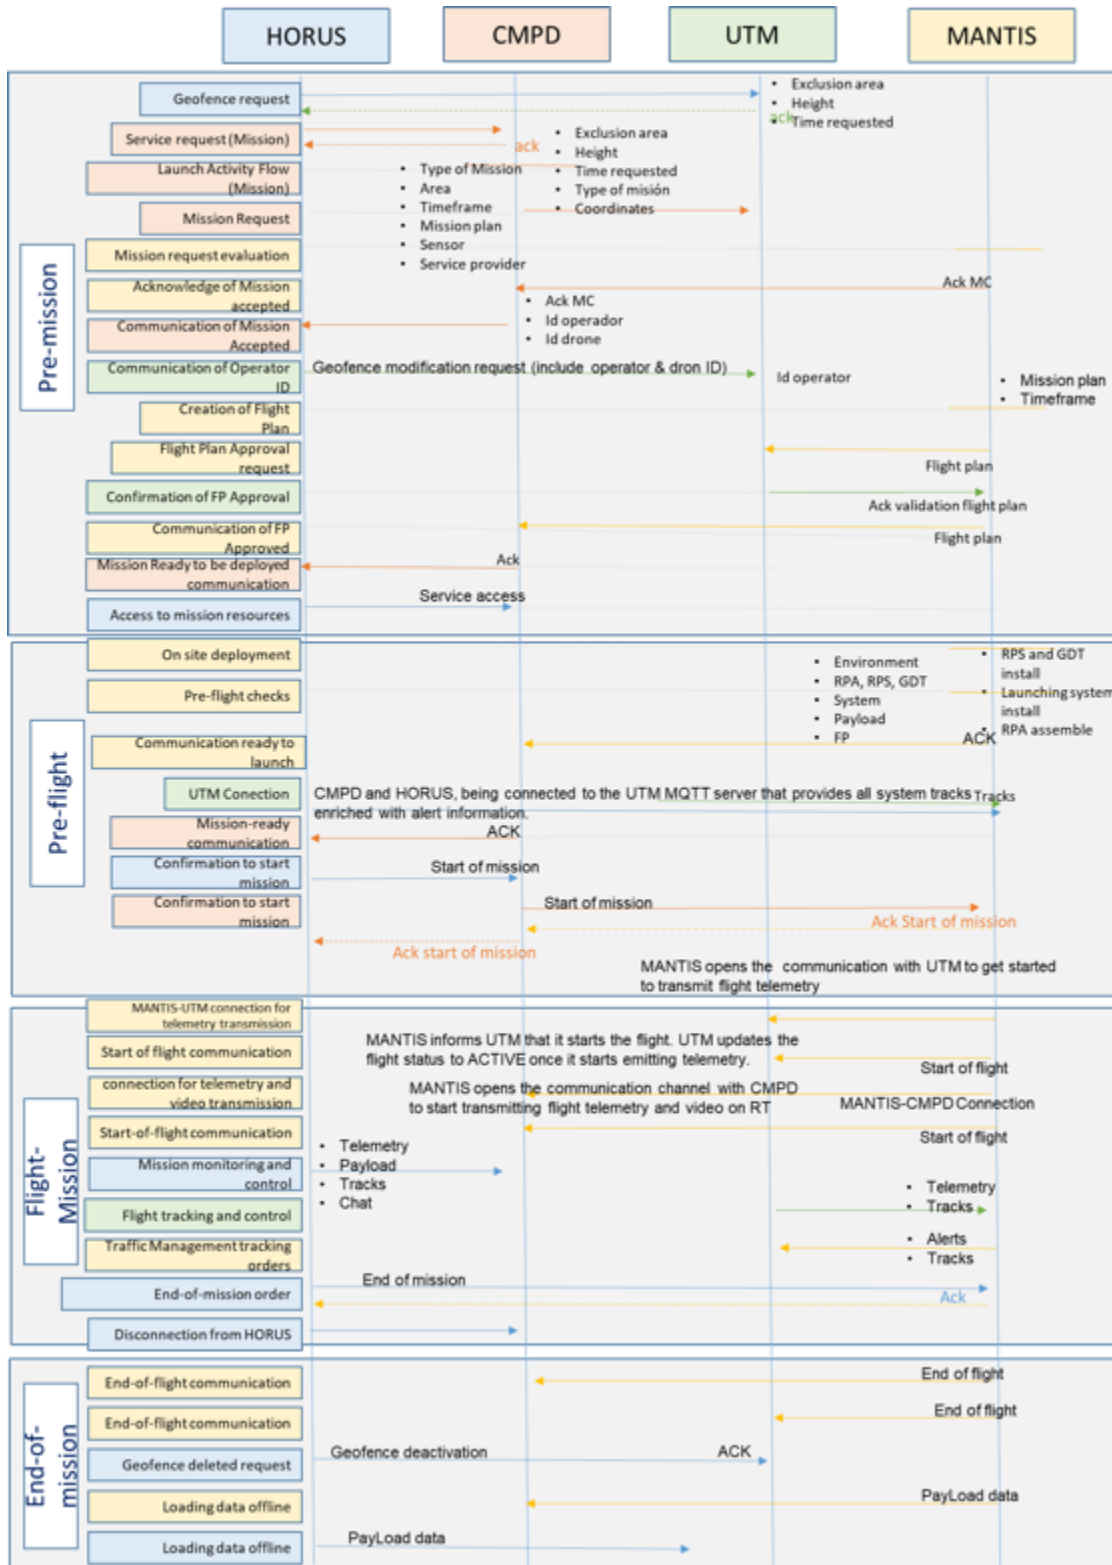 HORUS
CMPD
UTM
MANTIS
Pre-mission
Geofence request
• Exclusion area
• Height
• Time requested
ack
Service request (Mission)
ack
• Exclusion area
• Height
• Time requested
• Type of misión
• Coordinates
Launch Activity Flow
(Mission)
• Type of Mission
• Area
• Timeframe
• Mission plan
• Sensor
• Service provider
Mission Request
Mission request evaluation
Acknowledge of Mission
accepted
Ack MC
• Ack MC
• Id operador
• Id drone
Communication of Mission
Accepted
Communication of Operator
ID
Geofence modification request (include operator & dron ID)
Id operator
• Mission plan
• Timeframe
Creation of Flight
Plan
Flight Plan Approval
request
Flight plan
Confirmation of FP Approval
Ack validation flight plan
Communication of FP
Approved
Flight plan
Mission Ready to be deployed
communication
Ack
Access to mission resources
Service access
Pre-flight
On site deployment
• RPS and GDT
install
• Launching system
install
• RPA assemble
Pre-flight checks
• Environment
• RPA, RPS, GDT
• System
• Payload
• FP
Communication ready to
launch
ACK
UTM Conection
CMPD and HORUS, being connected to the UTM MQTT server that provides all system tracks
enriched with alert information.
Tracks
Mission-ready
communication
ACK
Confirmation to start
mission
Start of mission
Confirmation to start
mission
Start of mission
Ack Start of mission
Ack start of mission
MANTIS opens the communication with UTM to get started
to transmit flight telemetry
Flight-
Mission
MANTIS-UTM connection for
telemetry transmission
MANTIS informs UTM that it starts the flight. UTM updates the
flight status to ACTIVE once it starts emitting telemetry.
Start of flight communication
Start of flight
connection for telemetry and
video transmission
MANTIS opens the communication channel with CMPD
to start transmitting flight telemetry and video on RT
MANTIS-CMPD Connection
Start-of-flight communication
Start of flight
Mission monitoring and
control
• Telemetry
• Payload
• Tracks
• Chat
Flight tracking and control
• Telemetry
• Tracks
Traffic Management tracking
orders
• Alerts
• Tracks
End-of-mission order
End of mission
Ack
Disconnection from HORUS
End-of-
mission
End-of-flight communication
End of flight
End-of-flight communication
End of flight
Geofence deleted request
Geofence deactivation
ACK
Loading data offline
PayLoad data
Loading data offline
PayLoad data